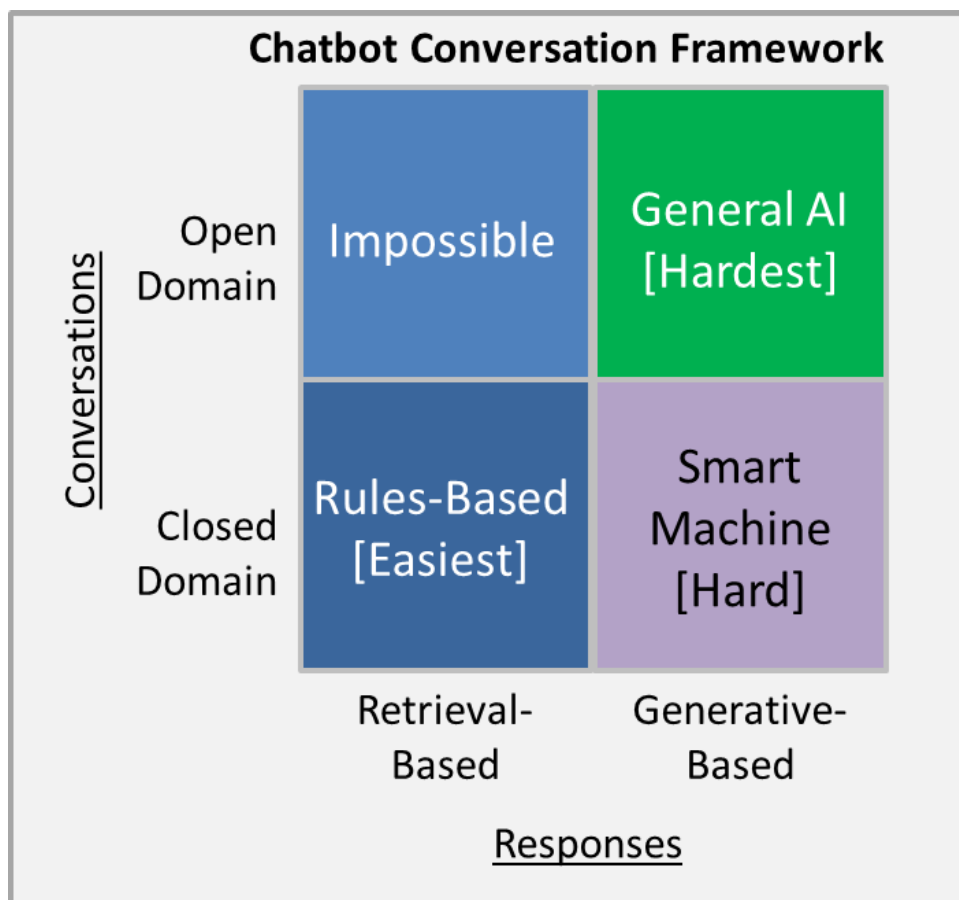 Chatbot Conversation Framework
Conversations
Open
Domain
Impossible
General AI
[Hardest]
Closed
Domain
Rules-Based
[Easiest]
Smart
Machine
[Hard]
Retrieval-
Based
Generative-
Based
Responses